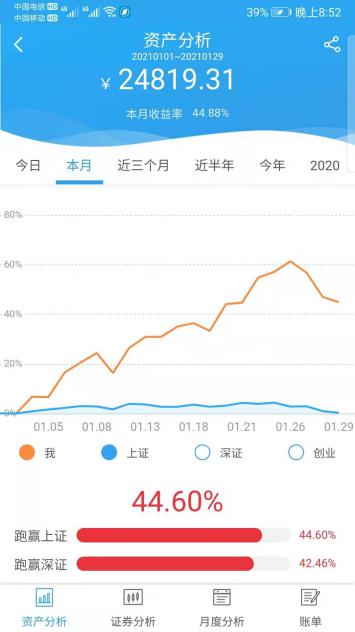 中国电信 HD 4G 4G 39% 晚上8:52
中国移动 HD
资产分析
20210101~20210129
¥ 24819.31
本月收益率 44.88%
今日 本月 近三个月 近半年 今年 2020
80%
60%
40%
20%
0%
01.05 01.08 01.13 01.18 01.21 01.26 01.29
我 上证 深证 创业
44.60%
跑赢上证 44.60%
跑赢深证 42.46%
资产分析 证券分析 月度分析 账单